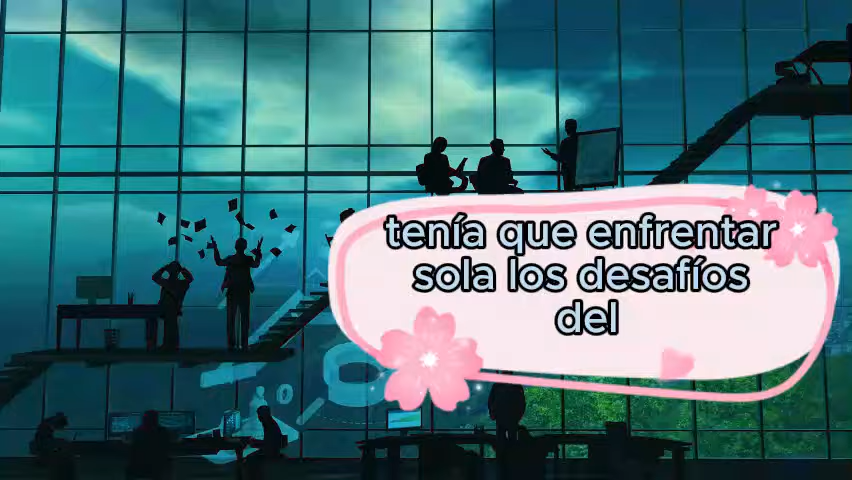 tenía que enfrentar
sola los desafíos
del